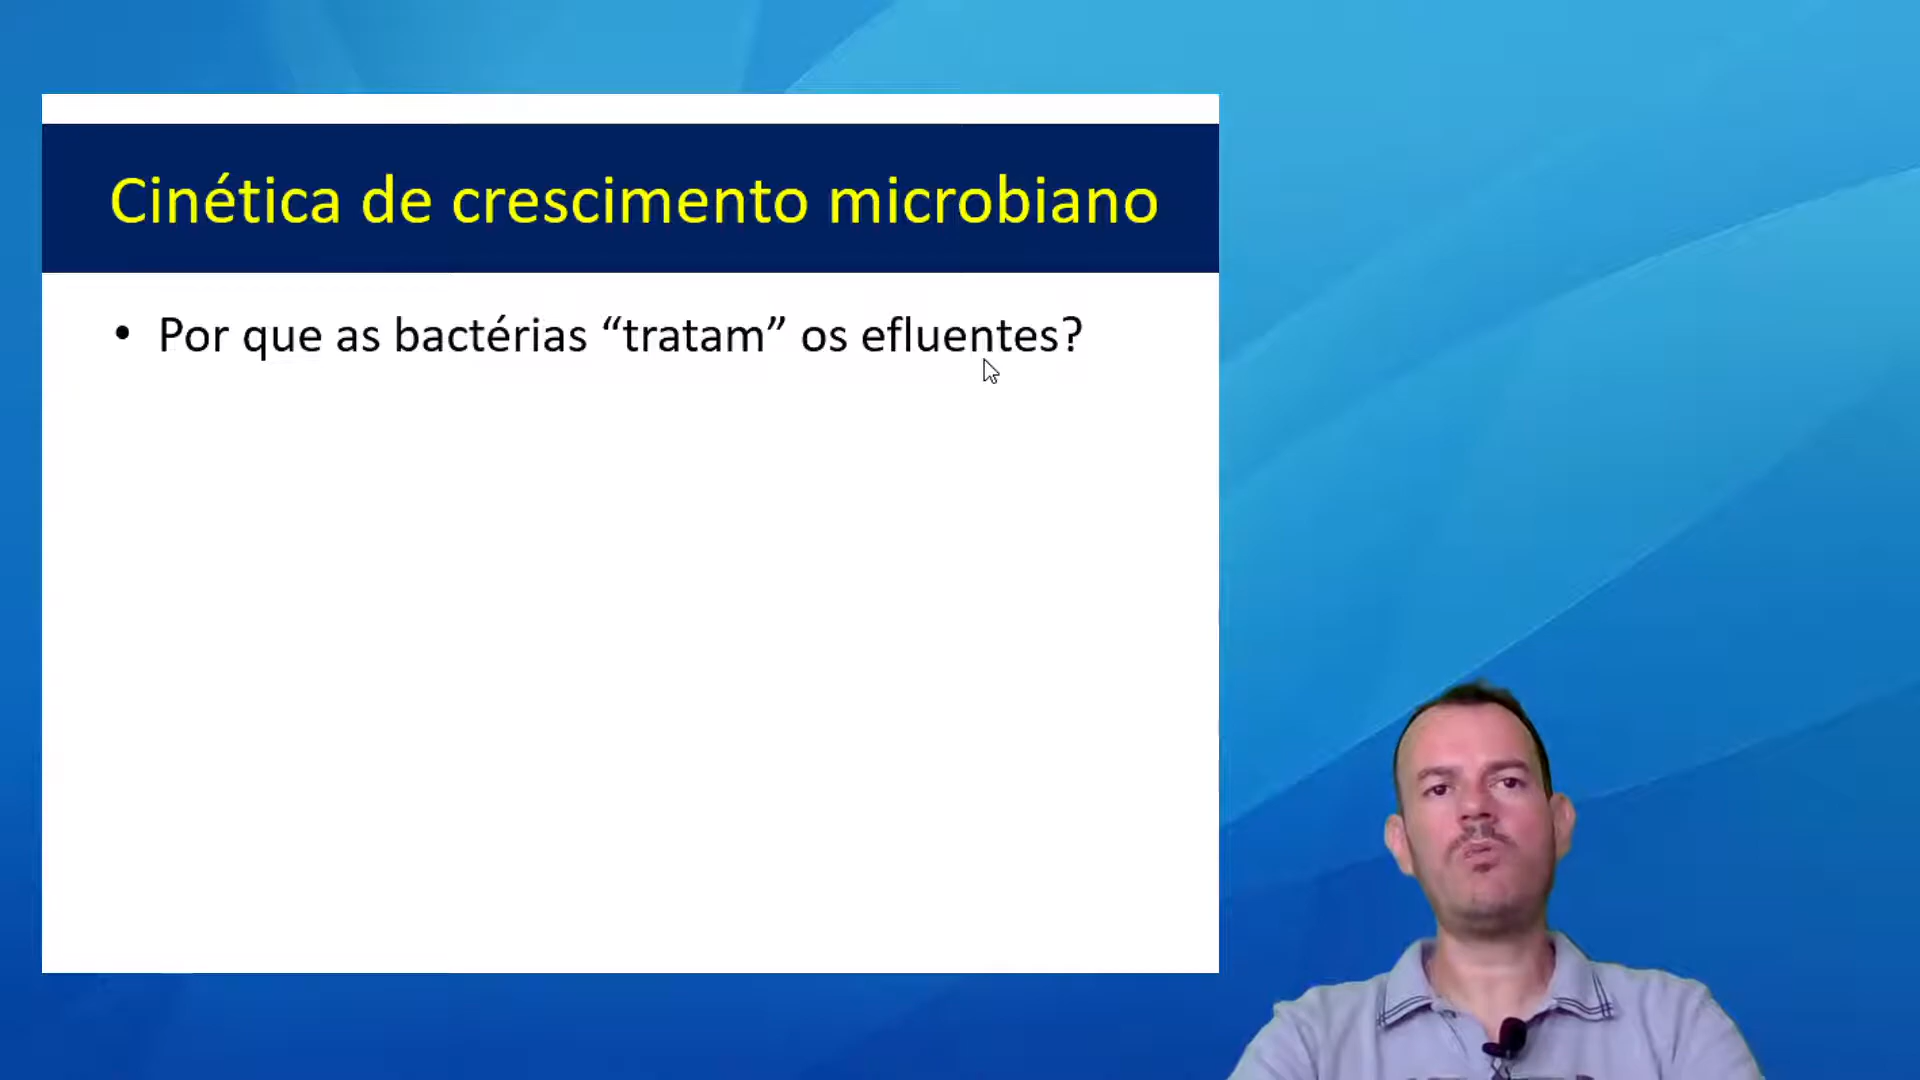 Cinética de crescimento microbiano
• Por que as bactérias “tratam” os efluentes?